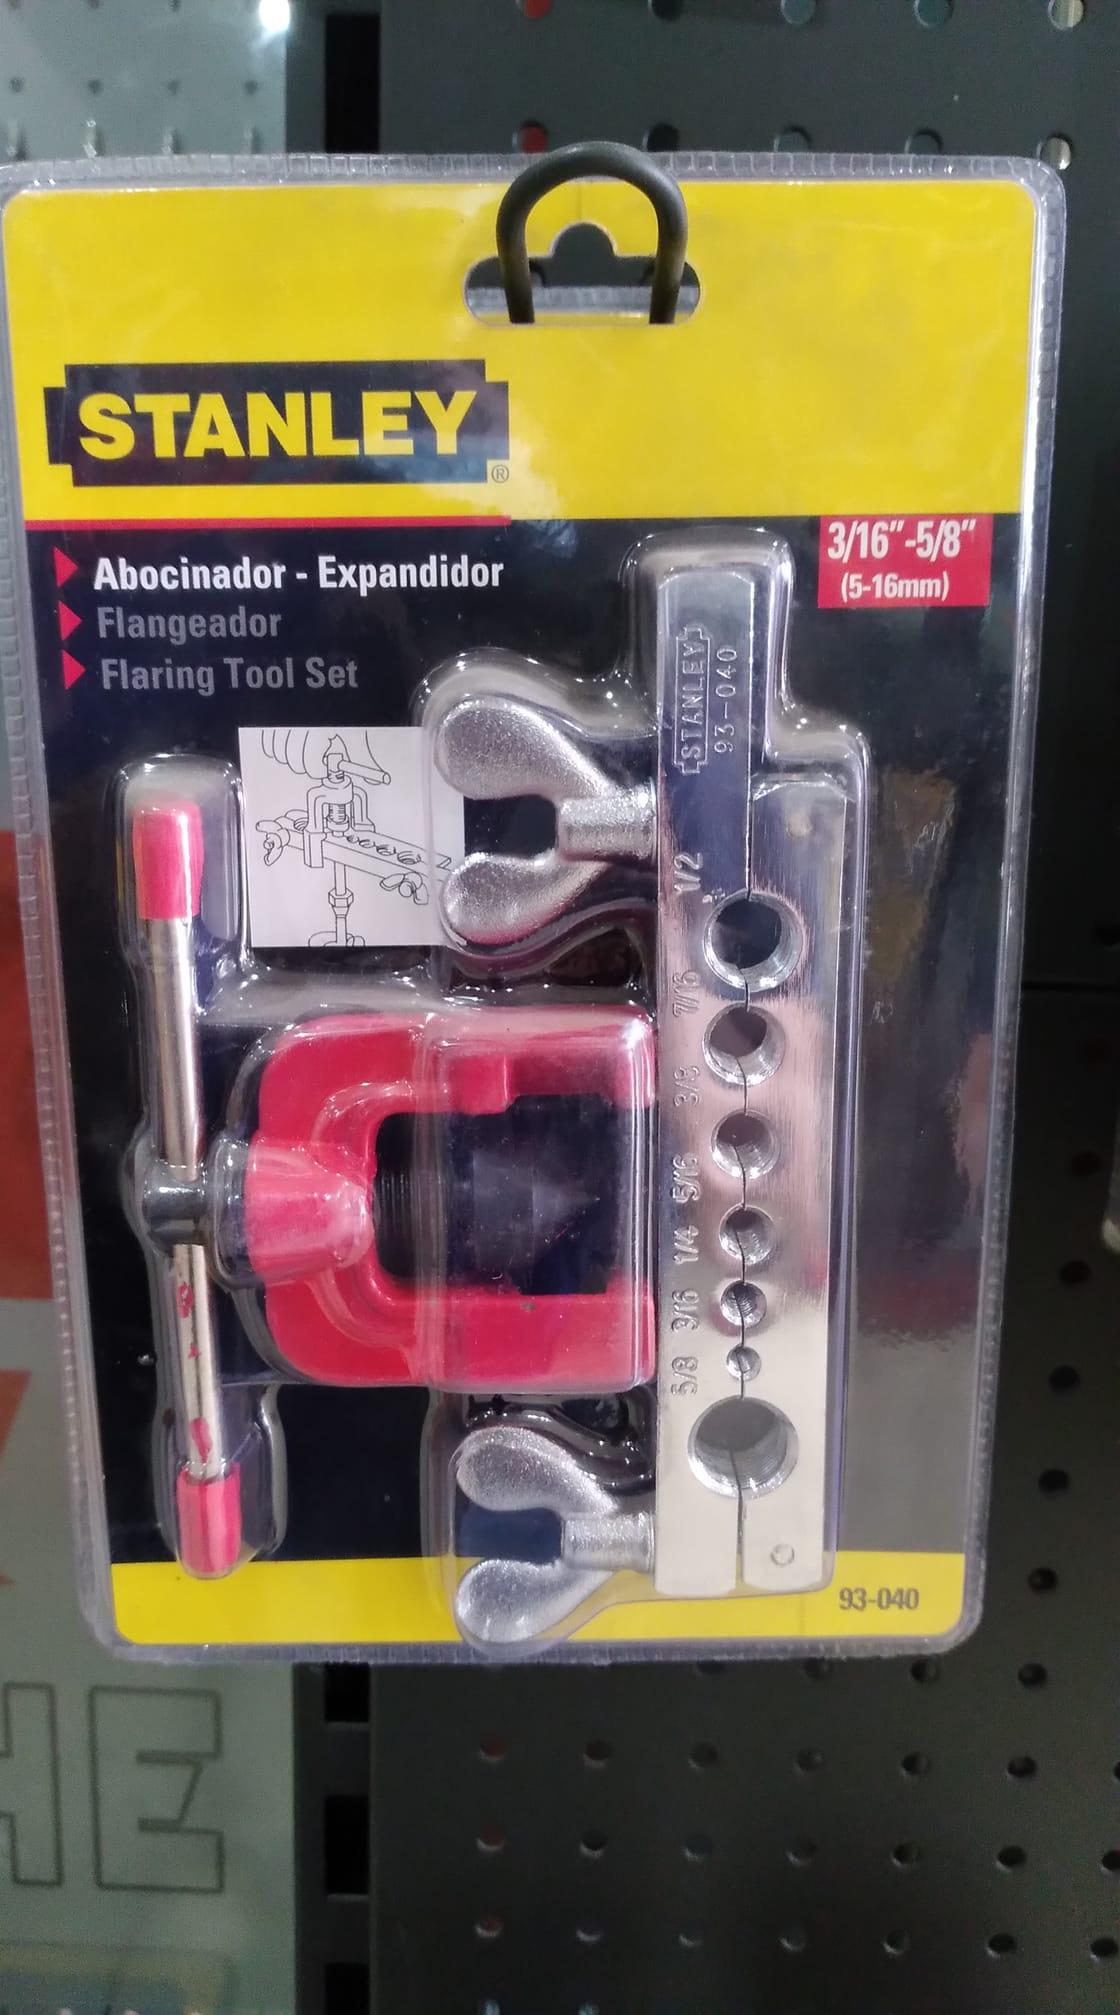 STANLEY®
3/16"-5/8"
(5-16mm)
Abocinador - Expandidor
Flangeador
Flaring Tool Set
STANLEY
93-040
1/2
7/16
3/8
5/16
1/4
3/16
5/8
93-040
HE